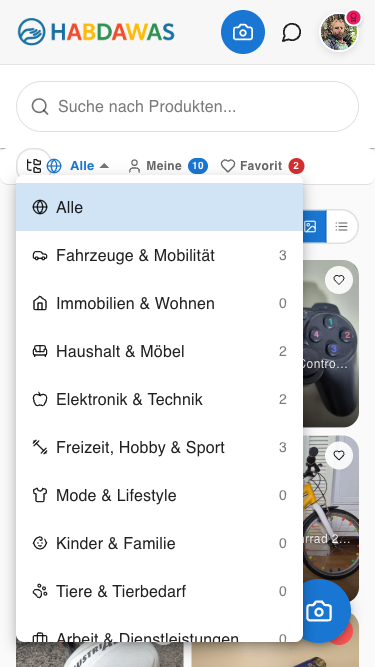 HABDAWAS
8
Suche nach Produkten...
Alle
Meine 10
Favorit 2
Alle
Fahrzeuge & Mobilität 3
Immobilien & Wohnen 0
Haushalt & Möbel 2
Elektronik & Technik 2
Freizeit, Hobby & Sport 3
Mode & Lifestyle 0
Kinder & Familie 0
Tiere & Tierbedarf 0
Arbeit & Dienstleistungen 0
Contro...
rrad 2...